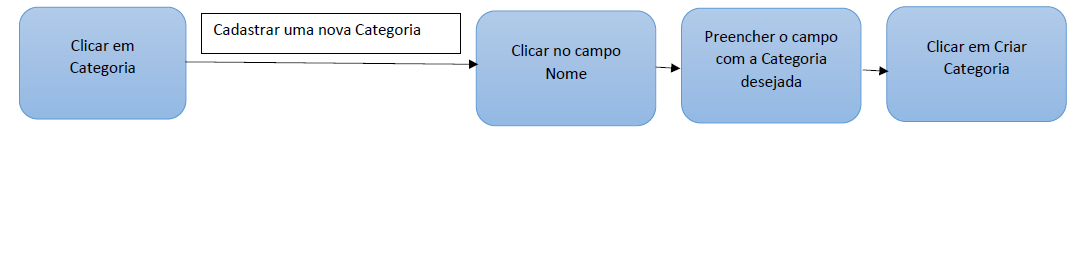 Clicar em
Categoria
Cadastrar uma nova Categoria
Clicar no campo
Nome
Preencher o campo
com a Categoria
desejada
Clicar em Criar
Categoria